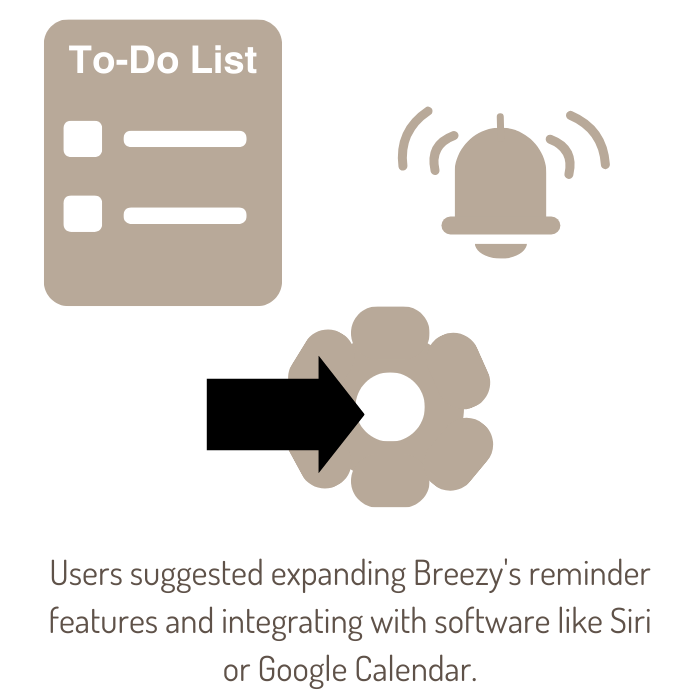 To-Do List
Users suggested expanding Breezy's reminder
features and integrating with software like Siri
or Google Calendar.